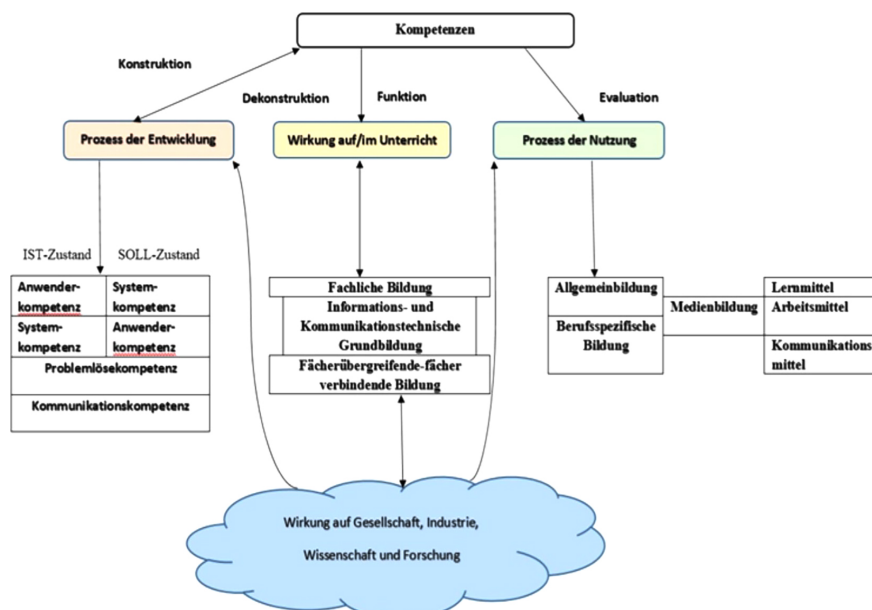 Kompetenzen
Konstruktion
Dekonstruktion
Funktion
Evaluation
Prozess der Entwicklung
Wirkung auf/im Unterricht
Prozess der Nutzung
IST-Zustand
SOLL-Zustand
Anwender-
kompetenz
System-
kompetenz
System-
kompetenz
Anwender-
kompetenz
Problemlösekompetenz
Kommunikationskompetenz
Fachliche Bildung
Informations- und
Kommunikationstechnische
Grundbildung
Fächerübergreifende-fächer
verbindende Bildung
Allgemeinbildung
Berufsspezifische
Bildung
Medienbildung
Lernmittel
Arbeitsmittel
Kommunikations
mittel
Wirkung auf Gesellschaft, Industrie,
Wissenschaft und Forschung